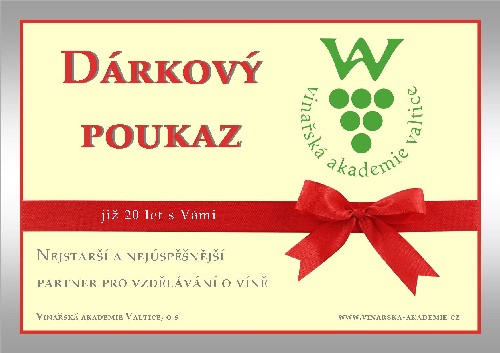 Dárkový
poukaz
vinařská akademie valtice
již 20 let s Vámi
Nejstarší a nejúspěšnější
partner pro vzdělávání o víně
Vinařská akademie Valtice, o.s.
www.vinarska-akademie.cz